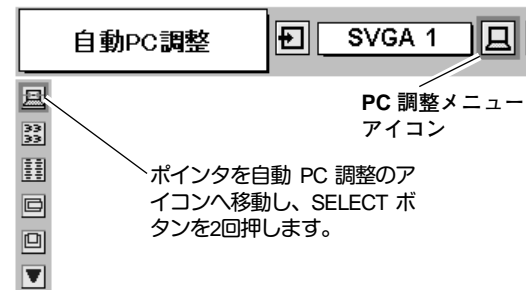 自動PC調整
SVGA 1
PC 調整メニュー
アイコン
ポインタを自動 PC 調整のア
イコンへ移動し、SELECT ボ
タンを2回押します。